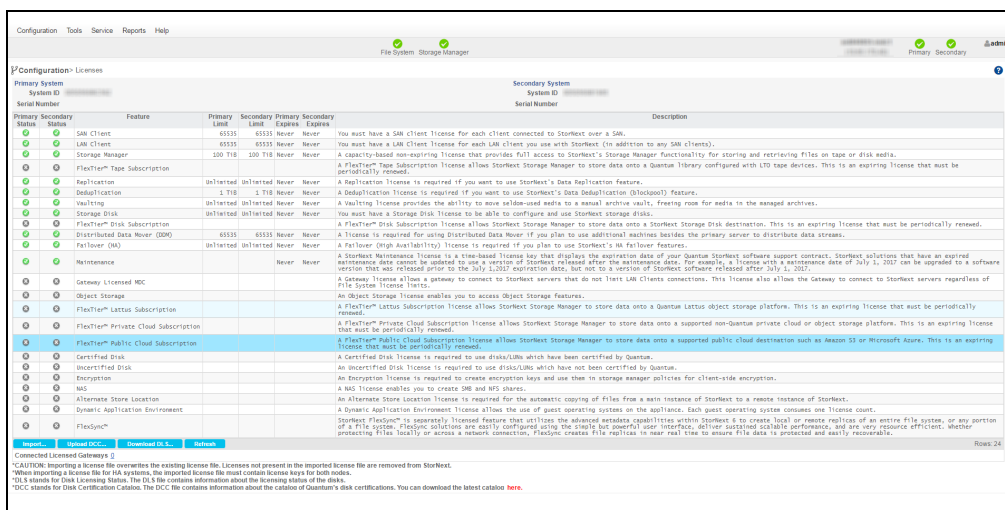 Configuration Tools Service Reports Help
File System Storage Manager
Primary Secondary
admi
Configuration> Licenses
Primary System
Secondary System
System ID
System ID
Serial Number
Serial Number
Primary Status Secondary Status Feature Primary Limit Secondary Limit Primary Expires Secondary Expires Description
SAN Client 65535 65535 Never Never You must have a SAN client license for each client connected to StorNext over a SAN.
LAN Client 65535 65535 Never Never You must have a LAN Client license for each LAN client you use with StorNext (in addition to any SAN clients).
Storage Manager 100 TiB 100 TiB Never Never A capacity-based non-expiring license that provides full access to StorNext's Storage Manager functionality for storing and retrieving files on tape or disk media.
FlexTier™ Tape Subscription A FlexTier™ Tape Subscription license allows StorNext Storage Manager to store data onto a Quantum library configured with LTO tape devices. This is an expiring license that must be
periodically renewed.
Replication Unlimited Unlimited Never Never A Replication license is required if you want to use StorNext's Data Replication feature.
Deduplication 1 TiB 1 TiB Never Never A Deduplication license is required if you want to use StorNext's Data Deduplication (blockpool) feature.
Vaulting Unlimited Unlimited Never Never A Vaulting license provides the ability to move seldom-used media to a manual archive vault, freeing room for media in the managed archives.
Storage Disk Unlimited Unlimited Never Never You must have a Storage Disk license to be able to configure and use StorNext storage disks.
FlexTier™ Disk Subscription A FlexTier™ Disk Subscription license allows StorNext Storage Manager to store data onto a StorNext Storage Disk destination. This is an expiring license that must be periodically renewed.
Distributed Data Mover (DDM) 65535 65535 Never Never A license is required for using Distributed Data Mover if you plan to use additional machines besides the primary server to distribute data streams.
Failover (HA) Unlimited Unlimited Never Never A Failover (High Availability) license is required if you plan to use StorNext's HA failover features.
Maintenance Never Never A StorNext Maintenance license is a time-based license key that displays the expiration date of your Quantum StorNext software support contract. StorNext solutions that have an expired
maintenance date cannot be updated to use a version of StorNext released after the maintenance date. For example, a license with a maintenance date of July 1, 2017 can be upgraded to a software
version that was released prior to the July 1,2017 expiration date, but not to a version of StorNext software released after July 1, 2017.
Gateway Licensed MDC A Gateway license allows a gateway to connect to StorNext servers that do not limit LAN Clients connections. This license also allows the Gateway to connect to StorNext servers regardless of
File System license limits.
Object Storage An Object Storage license enables you to access Object Storage features.
FlexTier™ Lattus Subscription A FlexTier™ Lattus Subscription license allows StorNext Storage Manager to store data onto a Quantum Lattus object storage platform. This is an expiring license that must be periodically
renewed.
FlexTier™ Private Cloud Subscription A FlexTier™ Private Cloud Subscription license allows StorNext Storage Manager to store data onto a supported non-Quantum private cloud or object storage platform. This is an expiring license
that must be periodically renewed.
FlexTier™ Public Cloud Subscription A FlexTier™ Public Cloud Subscription license allows StorNext Storage Manager to store data onto a supported public cloud destination such as Amazon S3 or Microsoft Azure. This is an expiring
license that must be periodically renewed.
Certified Disk A Certified Disk license is required to use disks/LUNs which have been certified by Quantum.
Uncertified Disk An Uncertified Disk license is required to use disks/LUNs which have not been certified by Quantum.
Encryption An Encryption license is required to create encryption keys and use them in storage manager policies for client-side encryption.
NAS A NAS license enables you to create SMB and NFS shares.
Alternate Store Location An Alternate Store Location license is required for the automatic copying of files from a main instance of StorNext to a remote instance of StorNext.
Dynamic Application Environment A Dynamic Application Environment license allows the use of guest operating systems on the appliance. Each guest operating system consumes one license count.
FlexSync™ StorNext FlexSync™ is separately licensed feature that utilizes the advanced metadata capabilities within StorNext 6 to create local or remote replicas of an entire file system, or any portion
of a file system. FlexSync solutions are easily configured using the simple but powerful user interface, deliver sustained scalable performance, and are very resource efficient. Whether
protecting files locally or across a network connection, FlexSync creates file replicas in near real time to ensure file data is protected and easily recoverable.
Import... Upload DCC... Download DLS... Refresh Rows: 24
Connected Licensed Gateways 0
*CAUTION: Importing a license file overwrites the existing license file. Licenses not present in the imported license file are removed from StorNext.
*When importing a license file for HA systems, the imported license file must contain license keys for both nodes.
*DLS stands for Disk Licensing Status. The DLS file contains information about the licensing status of the disks.
*DCC stands for Disk Certification Catalog. The DCC file contains information about the catalog of Quantum's disk certifications. You can download the latest catalog here.